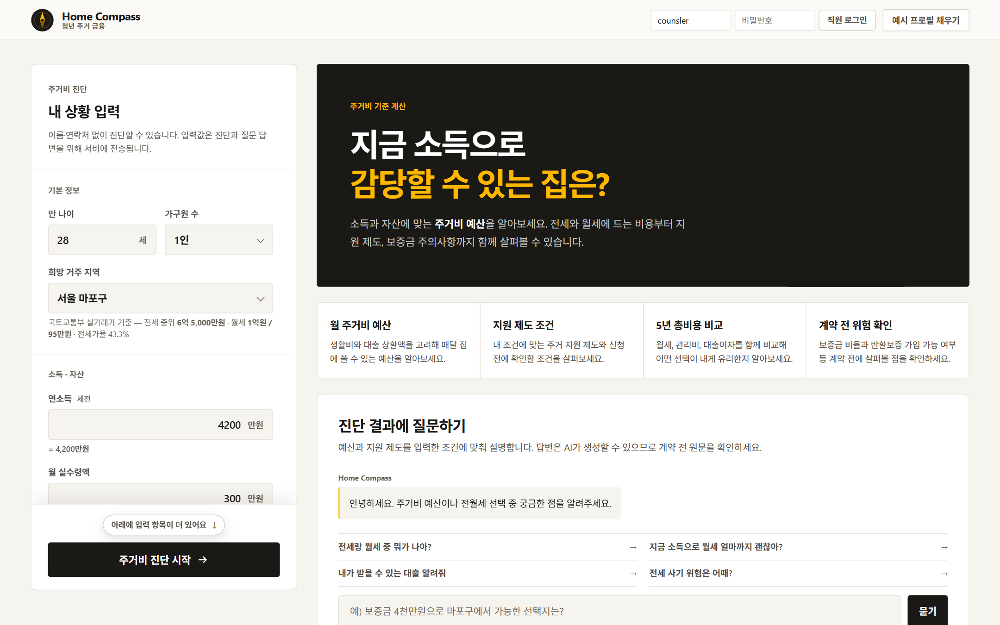 Home Compass
청년 주거 금융
counsler
비밀번호
직원 로그인
예시 프로필 채우기
주거비 진단
내 상황 입력
이름·연락처 없이 진단할 수 있습니다. 입력값은 진단과 질문 답
변을 위해 서버에 전송됩니다.
기본 정보
만 나이
가구원 수
28 세
1인
희망 거주 지역
서울 마포구
국토교통부 실거래가 기준 — 전세 중위 6억 5,000만원 · 월세 1억원 /
95만원 · 전세가율 43.3%
소득 · 자산
연소득 세전
4200 만원
= 4,200만원
월 실수령액
300 만원
아래에 입력 항목이 더 있어요 ↓
주거비 진단 시작 →
주거비 기준 계산
지금 소득으로
감당할 수 있는 집은?
소득과 자산에 맞는 주거비 예산을 알아보세요. 전세와 월세에 드는 비용부터 지
원 제도, 보증금 주의사항까지 함께 살펴볼 수 있습니다.
월 주거비 예산
생활비와 대출 상환액을 고려해 매달 집
에 쓸 수 있는 예산을 알아보세요.
지원 제도 조건
내 조건에 맞는 주거 지원 제도와 신청
전에 확인할 조건을 살펴보세요.
5년 총비용 비교
월세, 관리비, 대출이자를 함께 비교해
어떤 선택이 내게 유리한지 알아보세요.
계약 전 위험 확인
보증금 비율과 반환보증 가입 가능 여부
등 계약 전에 살펴볼 점을 확인하세요.
진단 결과에 질문하기
예산과 지원 제도를 입력한 조건에 맞춰 설명합니다. 답변은 AI가 생성할 수 있으므로 계약 전 원문을 확인하세요.
Home Compass
안녕하세요. 주거비 예산이나 전월세 선택 중 궁금한 점을 알려주세요.
전세랑 월세 중 뭐가 나아? →
지금 소득으로 월세 얼마까지 괜찮아? →
내가 받을 수 있는 대출 알려줘 →
전세 사기 위험은 어때? →
예) 보증금 4천만원으로 마포구에서 가능한 선택지는?
묻기